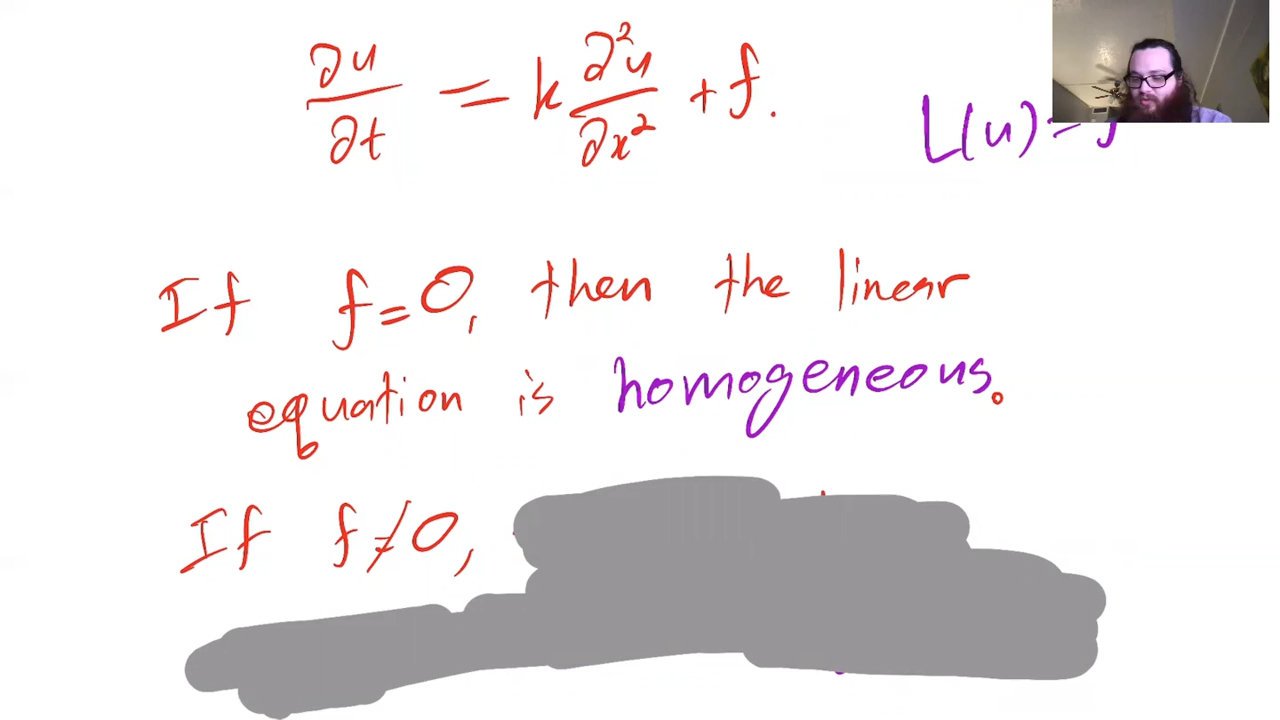 ∂u/∂t = k ∂²u/∂x² + f.
L(u) =
If f=0, then the linear
equation is homogeneous.
If f≠0,